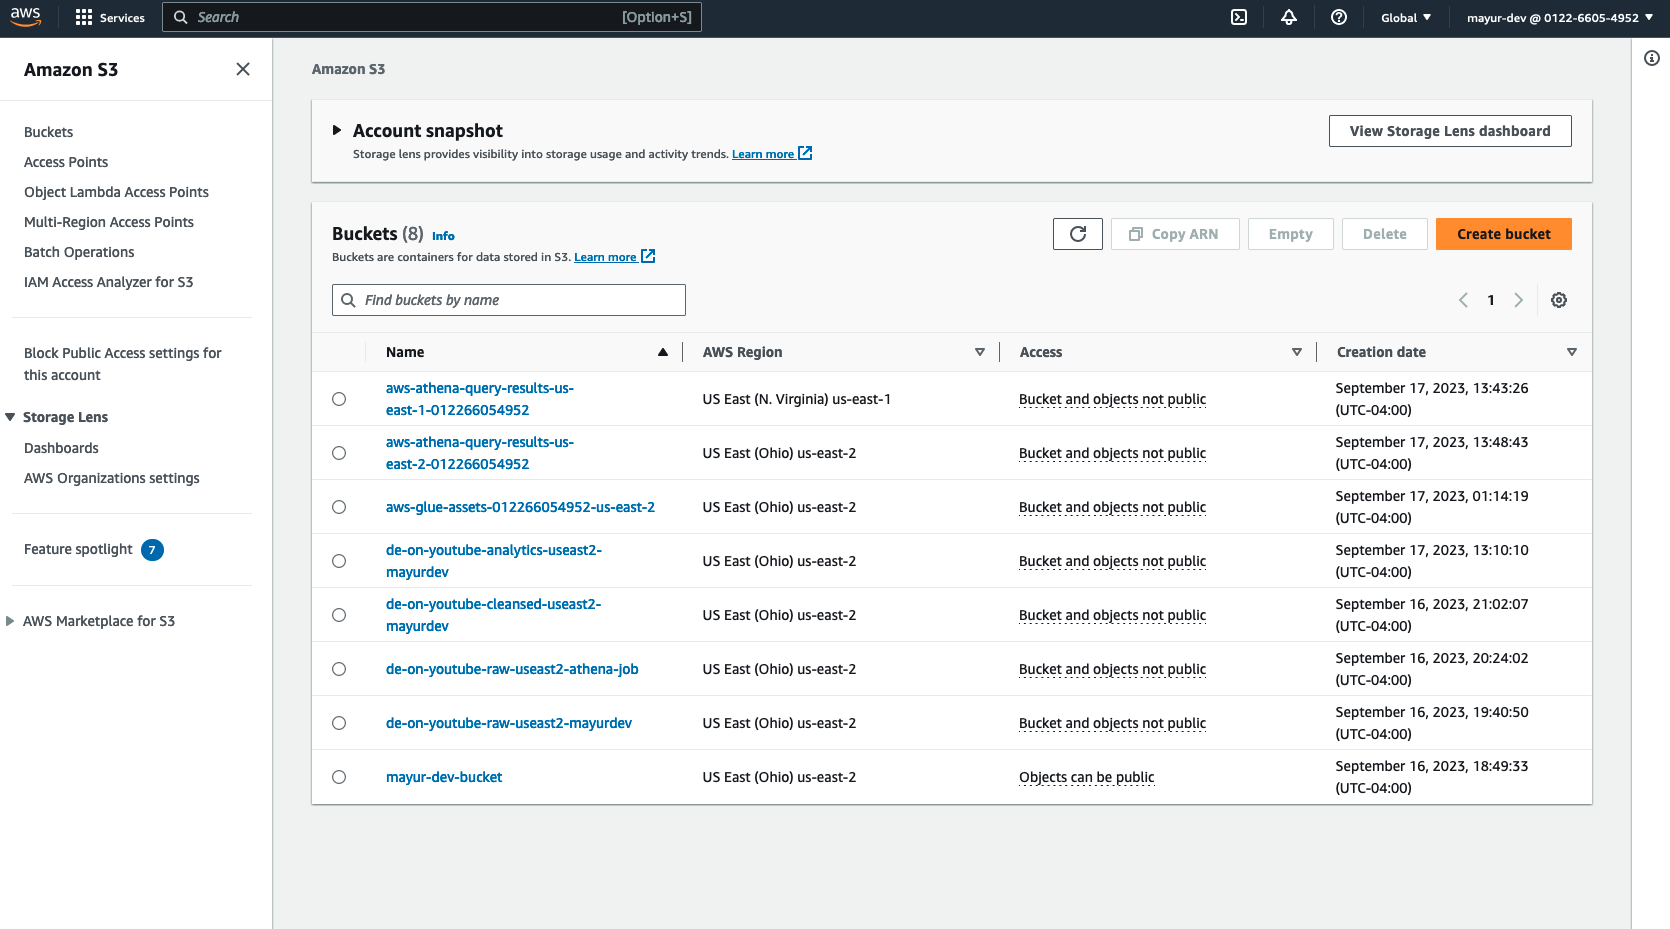 aws
Services
Search
[Option+S]
Global
mayur-dev @ 0122-6605-4952
Amazon S3
Buckets
Access Points
Object Lambda Access Points
Multi-Region Access Points
Batch Operations
IAM Access Analyzer for S3
Block Public Access settings for
this account
Storage Lens
Dashboards
AWS Organizations settings
Feature spotlight 7
AWS Marketplace for S3
Amazon S3
Account snapshot
Storage lens provides visibility into storage usage and activity trends. Learn more
View Storage Lens dashboard
Buckets (8) Info
Buckets are containers for data stored in S3. Learn more
Copy ARN
Empty
Delete
Create bucket
Find buckets by name
1
Name
AWS Region
Access
Creation date
aws-athena-query-results-us-
east-1-012266054952
US East (N. Virginia) us-east-1
Bucket and objects not public
September 17, 2023, 13:43:26
(UTC-04:00)
aws-athena-query-results-us-
east-2-012266054952
US East (Ohio) us-east-2
Bucket and objects not public
September 17, 2023, 13:48:43
(UTC-04:00)
aws-glue-assets-012266054952-us-east-2
US East (Ohio) us-east-2
Bucket and objects not public
September 17, 2023, 01:14:19
(UTC-04:00)
de-on-youtube-analytics-useast2-
mayurdev
US East (Ohio) us-east-2
Bucket and objects not public
September 17, 2023, 13:10:10
(UTC-04:00)
de-on-youtube-cleansed-useast2-
mayurdev
US East (Ohio) us-east-2
Bucket and objects not public
September 16, 2023, 21:02:07
(UTC-04:00)
de-on-youtube-raw-useast2-athena-job
US East (Ohio) us-east-2
Bucket and objects not public
September 16, 2023, 20:24:02
(UTC-04:00)
de-on-youtube-raw-useast2-mayurdev
US East (Ohio) us-east-2
Bucket and objects not public
September 16, 2023, 19:40:50
(UTC-04:00)
mayur-dev-bucket
US East (Ohio) us-east-2
Objects can be public
September 16, 2023, 18:49:33
(UTC-04:00)